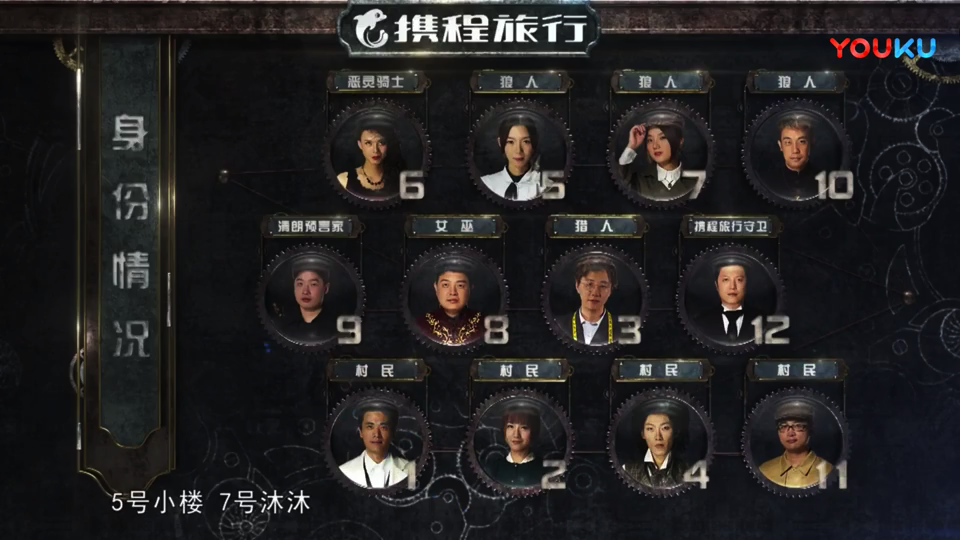 携程旅行
YOUKU
身份情况
恶灵骑士 狼人 狼人 狼人
6 5 7 10
清朗预言家 女巫 猎人 携程旅行守卫
9 8 3 12
村民 村民 村民 村民
1 2 4 11
5号小楼 7号沐沐